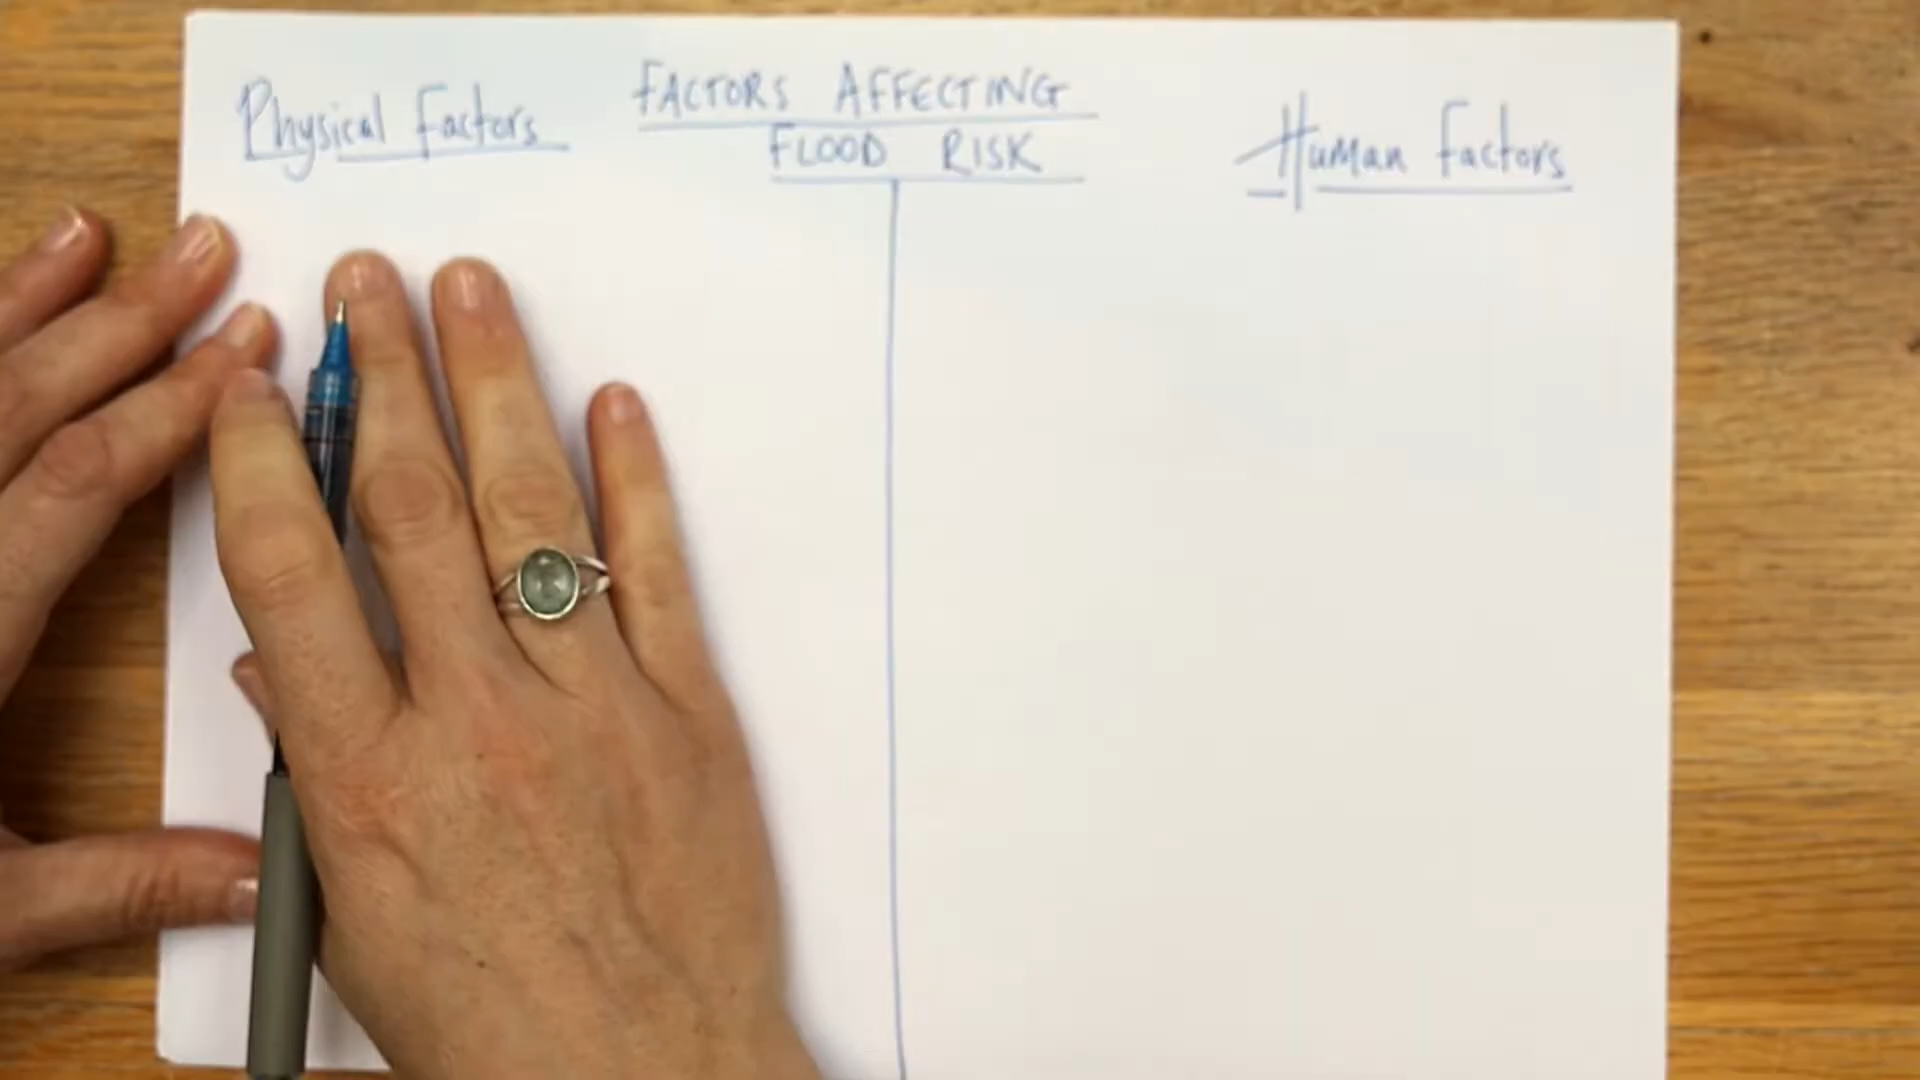 FACTORS AFFECTING
FLOOD RISK
Physical Factors
Human Factors